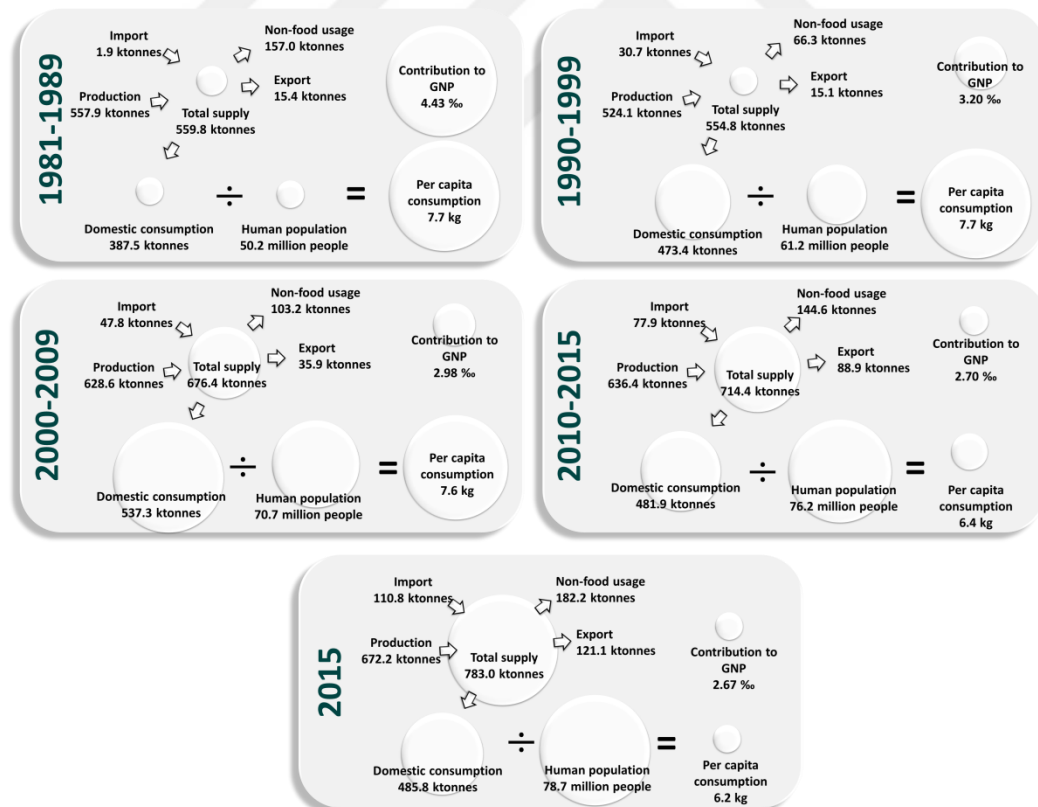 1981-1989
Import
1.9 ktonnes
Non-food usage
157.0 ktonnes
Production
557.9 ktonnes
Export
15.4 ktonnes
Total supply
559.8 ktonnes
Contribution to
GNP
4.43 ‰
Domestic consumption
387.5 ktonnes
÷
Human population
50.2 million people
=
Per capita
consumption
7.7 kg
1990-1999
Import
30.7 ktonnes
Non-food usage
66.3 ktonnes
Production
524.1 ktonnes
Export
15.1 ktonnes
Total supply
554.8 ktonnes
Contribution to
GNP
3.20 ‰
Domestic consumption
473.4 ktonnes
÷
Human population
61.2 million people
=
Per capita
consumption
7.7 kg
2000-2009
Import
47.8 ktonnes
Non-food usage
103.2 ktonnes
Production
628.6 ktonnes
Export
35.9 ktonnes
Total supply
676.4 ktonnes
Contribution to
GNP
2.98 ‰
Domestic consumption
537.3 ktonnes
÷
Human population
70.7 million people
=
Per capita
consumption
7.6 kg
2010-2015
Import
77.9 ktonnes
Non-food usage
144.6 ktonnes
Production
636.4 ktonnes
Export
88.9 ktonnes
Total supply
714.4 ktonnes
Contribution to
GNP
2.70 ‰
Domestic consumption
481.9 ktonnes
÷
Human population
76.2 million people
=
Per capita
consumption
6.4 kg
2015
Import
110.8 ktonnes
Non-food usage
182.2 ktonnes
Production
672.2 ktonnes
Export
121.1 ktonnes
Total supply
783.0 ktonnes
Contribution to
GNP
2.67 ‰
Domestic consumption
485.8 ktonnes
÷
Human population
78.7 million people
=
Per capita
consumption
6.2 kg